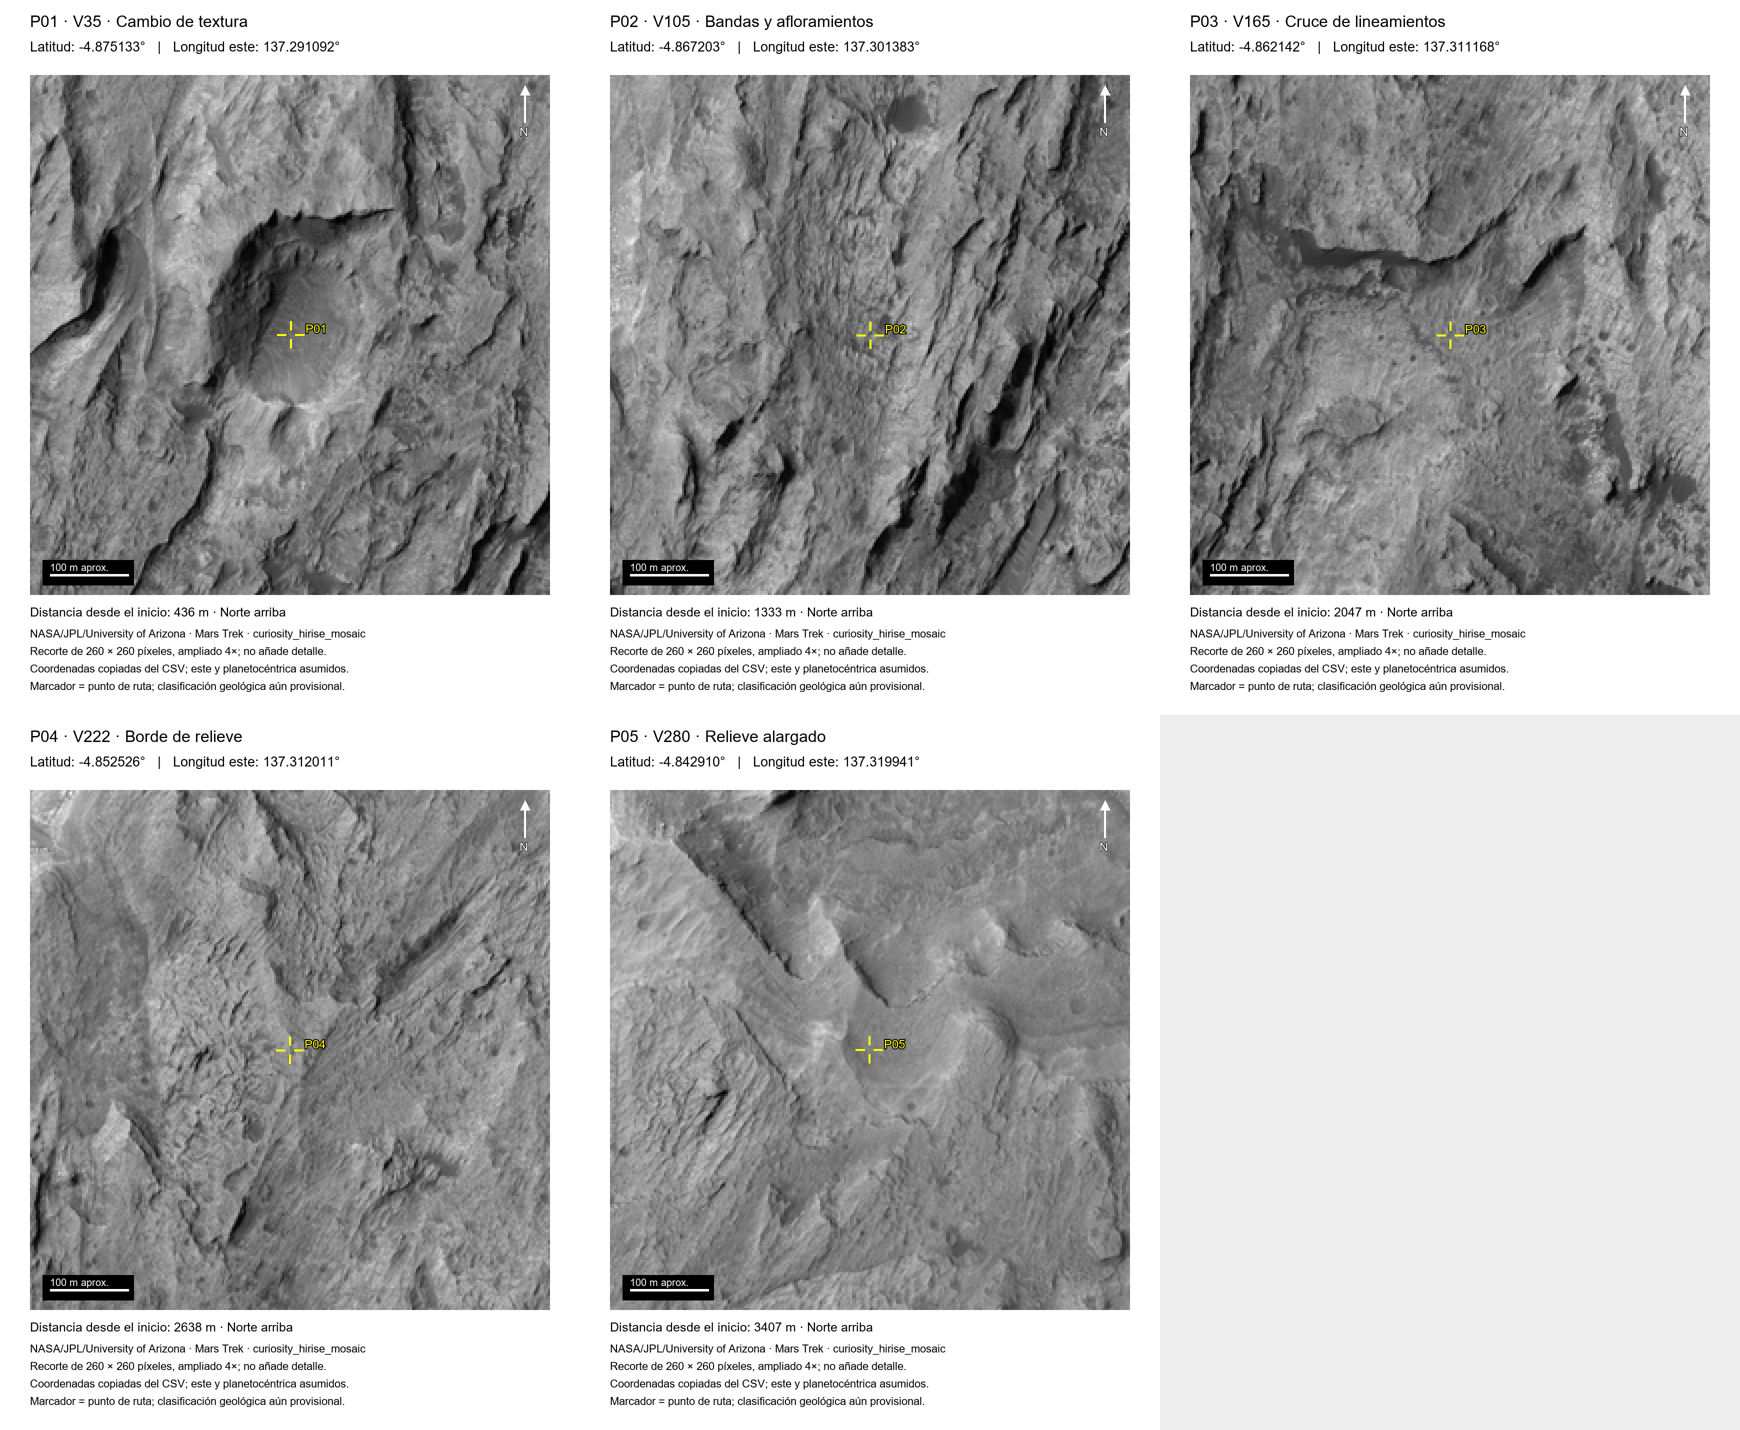 P01 · V35 · Cambio de textura
Latitud: -4.875133° | Longitud este: 137.291092°
N
P01
100 m aprox.
Distancia desde el inicio: 436 m · Norte arriba
NASA/JPL/University of Arizona · Mars Trek · curiosity_hirise_mosaic
Recorte de 260 × 260 píxeles, ampliado 4×; no añade detalle.
Coordenadas copiadas del CSV; este y planetocéntrica asumidos.
Marcador = punto de ruta; clasificación geológica aún provisional.
P02 · V105 · Bandas y afloramientos
Latitud: -4.867203° | Longitud este: 137.301383°
N
P02
100 m aprox.
Distancia desde el inicio: 1333 m · Norte arriba
NASA/JPL/University of Arizona · Mars Trek · curiosity_hirise_mosaic
Recorte de 260 × 260 píxeles, ampliado 4×; no añade detalle.
Coordenadas copiadas del CSV; este y planetocéntrica asumidos.
Marcador = punto de ruta; clasificación geológica aún provisional.
P03 · V165 · Cruce de lineamientos
Latitud: -4.862142° | Longitud este: 137.311168°
N
P03
100 m aprox.
Distancia desde el inicio: 2047 m · Norte arriba
NASA/JPL/University of Arizona · Mars Trek · curiosity_hirise_mosaic
Recorte de 260 × 260 píxeles, ampliado 4×; no añade detalle.
Coordenadas copiadas del CSV; este y planetocéntrica asumidos.
Marcador = punto de ruta; clasificación geológica aún provisional.
P04 · V222 · Borde de relieve
Latitud: -4.852526° | Longitud este: 137.312011°
N
P04
100 m aprox.
Distancia desde el inicio: 2638 m · Norte arriba
NASA/JPL/University of Arizona · Mars Trek · curiosity_hirise_mosaic
Recorte de 260 × 260 píxeles, ampliado 4×; no añade detalle.
Coordenadas copiadas del CSV; este y planetocéntrica asumidos.
Marcador = punto de ruta; clasificación geológica aún provisional.
P05 · V280 · Relieve alargado
Latitud: -4.842910° | Longitud este: 137.319941°
N
P05
100 m aprox.
Distancia desde el inicio: 3407 m · Norte arriba
NASA/JPL/University of Arizona · Mars Trek · curiosity_hirise_mosaic
Recorte de 260 × 260 píxeles, ampliado 4×; no añade detalle.
Coordenadas copiadas del CSV; este y planetocéntrica asumidos.
Marcador = punto de ruta; clasificación geológica aún provisional.